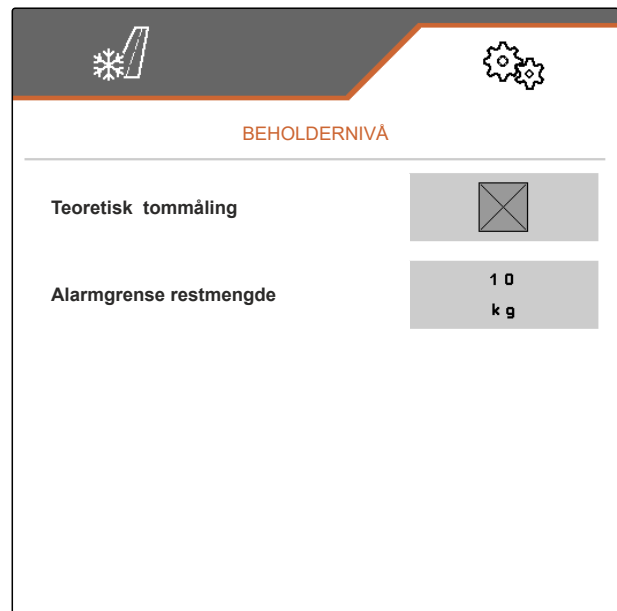 BEHOLDERNIVÅ
Teoretisk tommåling
Alarmgrense restmengde
10
kg